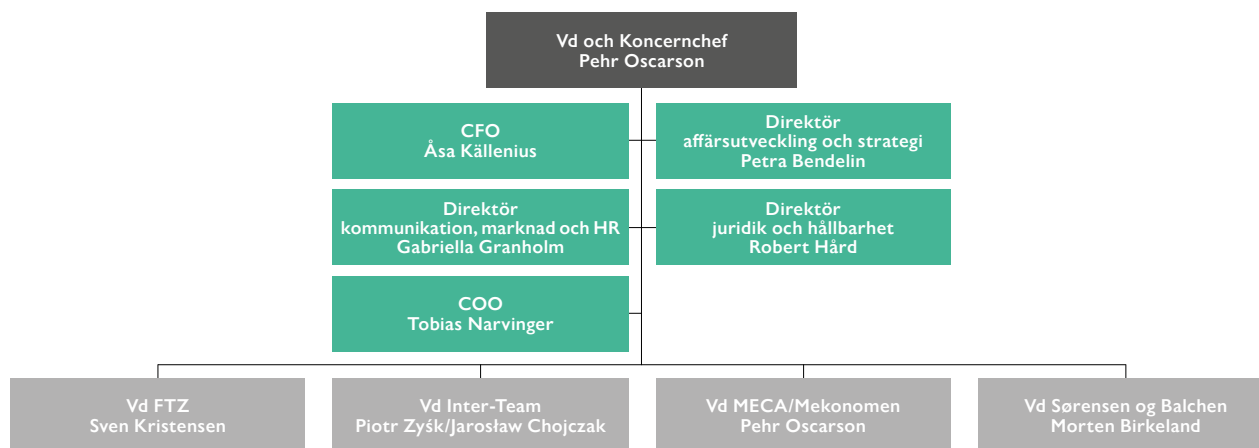 Vd och Koncernchef
Pehr Oscarson
CFO
Åsa Källenius
Direktör
affärsutveckling och strategi
Petra Bendelin
Direktör
kommunikation, marknad och HR
Gabriella Granholm
Direktör
juridik och hållbarhet
Robert Hård
COO
Tobias Narvinger
Vd FTZ
Sven Kristensen
Vd Inter-Team
Piotr Zyśk/Jarosław Chojczak
Vd MECA/Mekonomen
Pehr Oscarson
Vd Sørensen og Balchen
Morten Birkeland